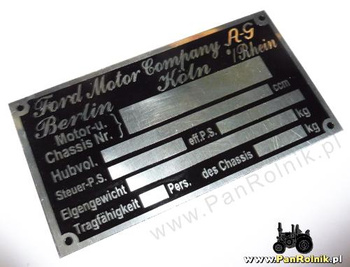 Ford Motor Company A-G
Berlin Köln /Rhein
Motor-u.
Chassis Nr.
Hubvol. ccm
Steuer-P.S. eff.P.S. kg
Eigengewicht des Chassis kg
Tragfähigkeit Pers.
www.PanRolnik.pl
www.PanRolnik.pl